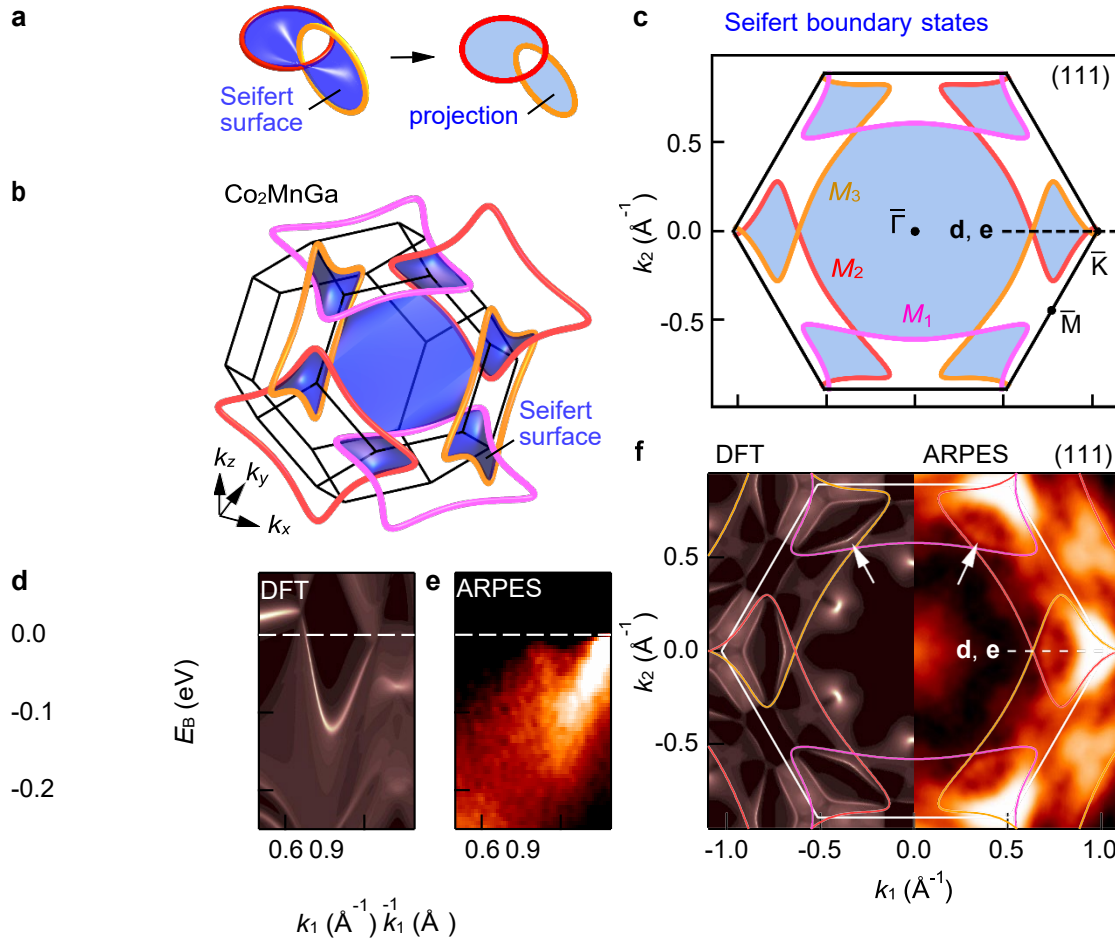 a
Seifert
surface
projection
b
Co₂MnGa
Seifert
surface
k_z
k_y
k_x
c
Seifert boundary states
(111)
0.5
0.0
-0.5
k₂ (Å⁻¹)
M₃
M₂
M₁
Γ̅
d, e
K̅
M̅
d
DFT
e
ARPES
0.0
-0.1
-0.2
E_B (eV)
0.6 0.9
0.6 0.9
k₁ (Å⁻¹) k₁⁻¹ (Å)
f
DFT
ARPES
(111)
0.5
0.0
-0.5
k₂ (Å⁻¹)
d, e
-1.0
-0.5
0.0
0.5
1.0
k₁ (Å⁻¹)